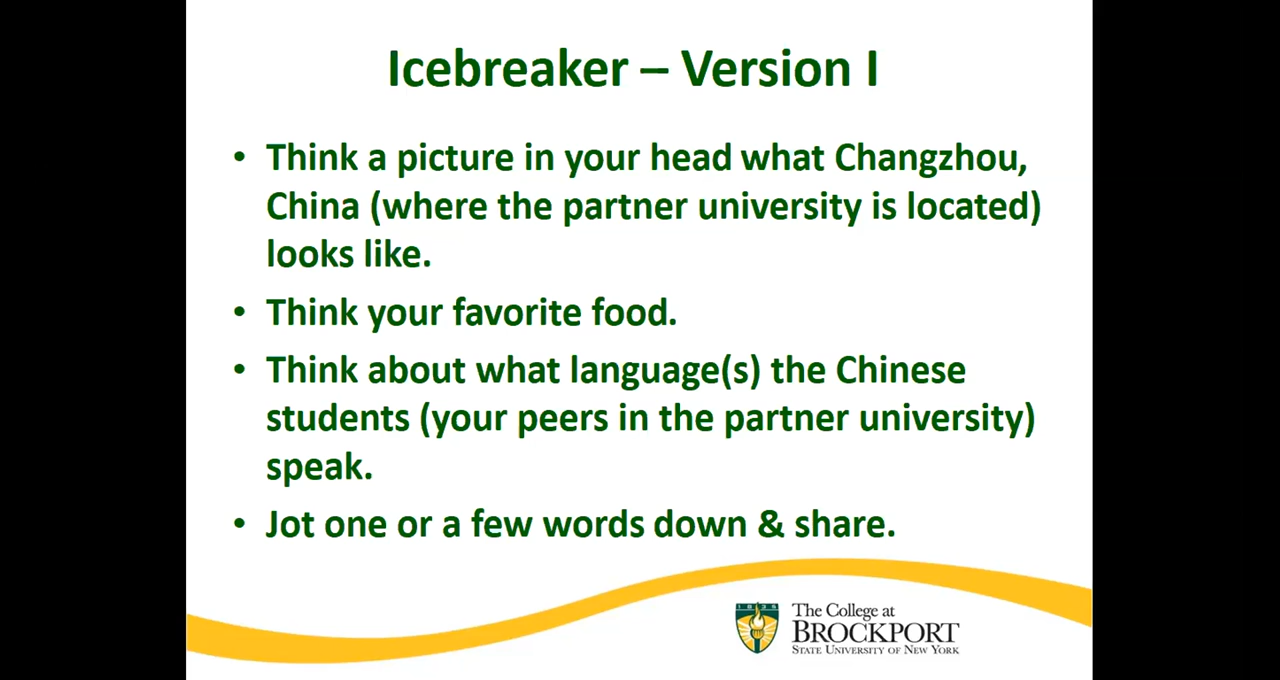 Icebreaker – Version I
• Think a picture in your head what Changzhou,
China (where the partner university is located)
looks like.
• Think your favorite food.
• Think about what language(s) the Chinese
students (your peers in the partner university)
speak.
• Jot one or a few words down & share.
1835
The College at
BROCKPORT
STATE UNIVERSITY OF NEW YORK